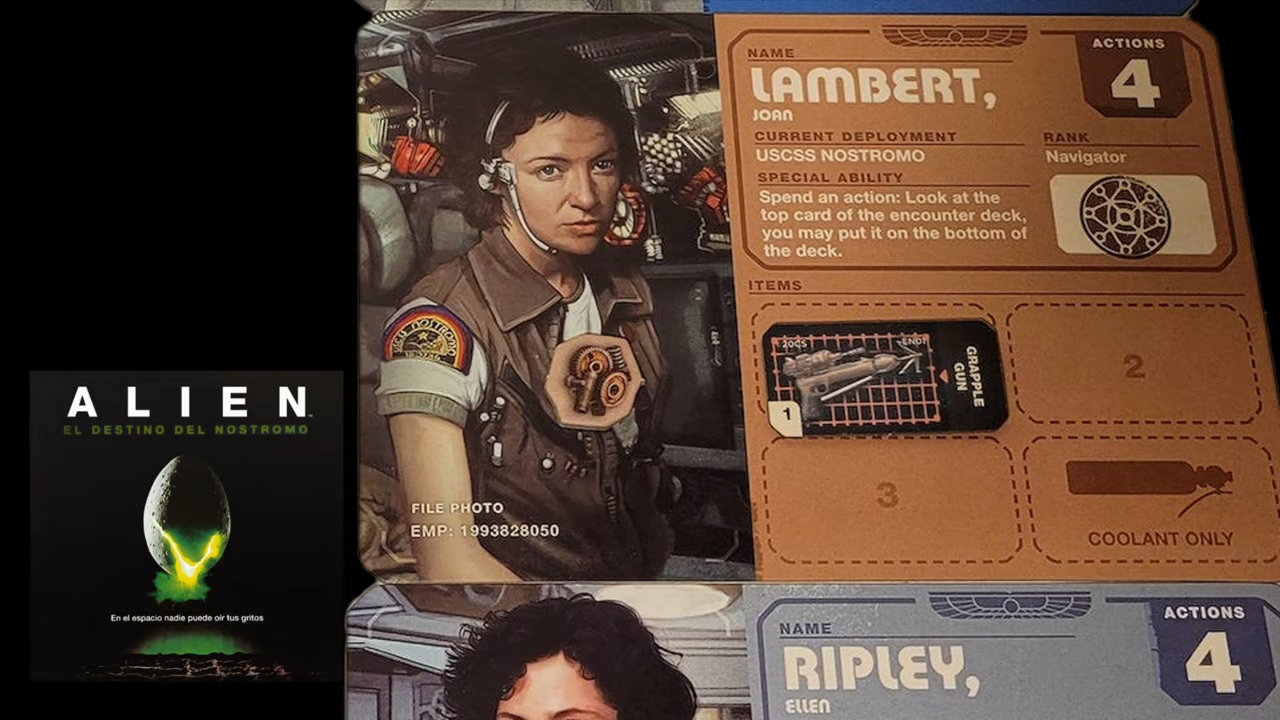 ALIEN™
EL DESTINO DEL NOSTROMO
En el espacio nadie puede oír tus gritos
NAME
LAMBERT,
JOAN
ACTIONS
4
CURRENT DEPLOYMENT
USCSS NOSTROMO
RANK
Navigator
SPECIAL ABILITY
Spend an action: Look at the
top card of the encounter deck,
you may put it on the bottom of
the deck.
ITEMS
20CS
GRAPPLE
GUN
1
2
3
COOLANT ONLY
NOSTROMO
FILE PHOTO
EMP: 1993828050
NAME
RIPLEY,
ELLEN
ACTIONS
4